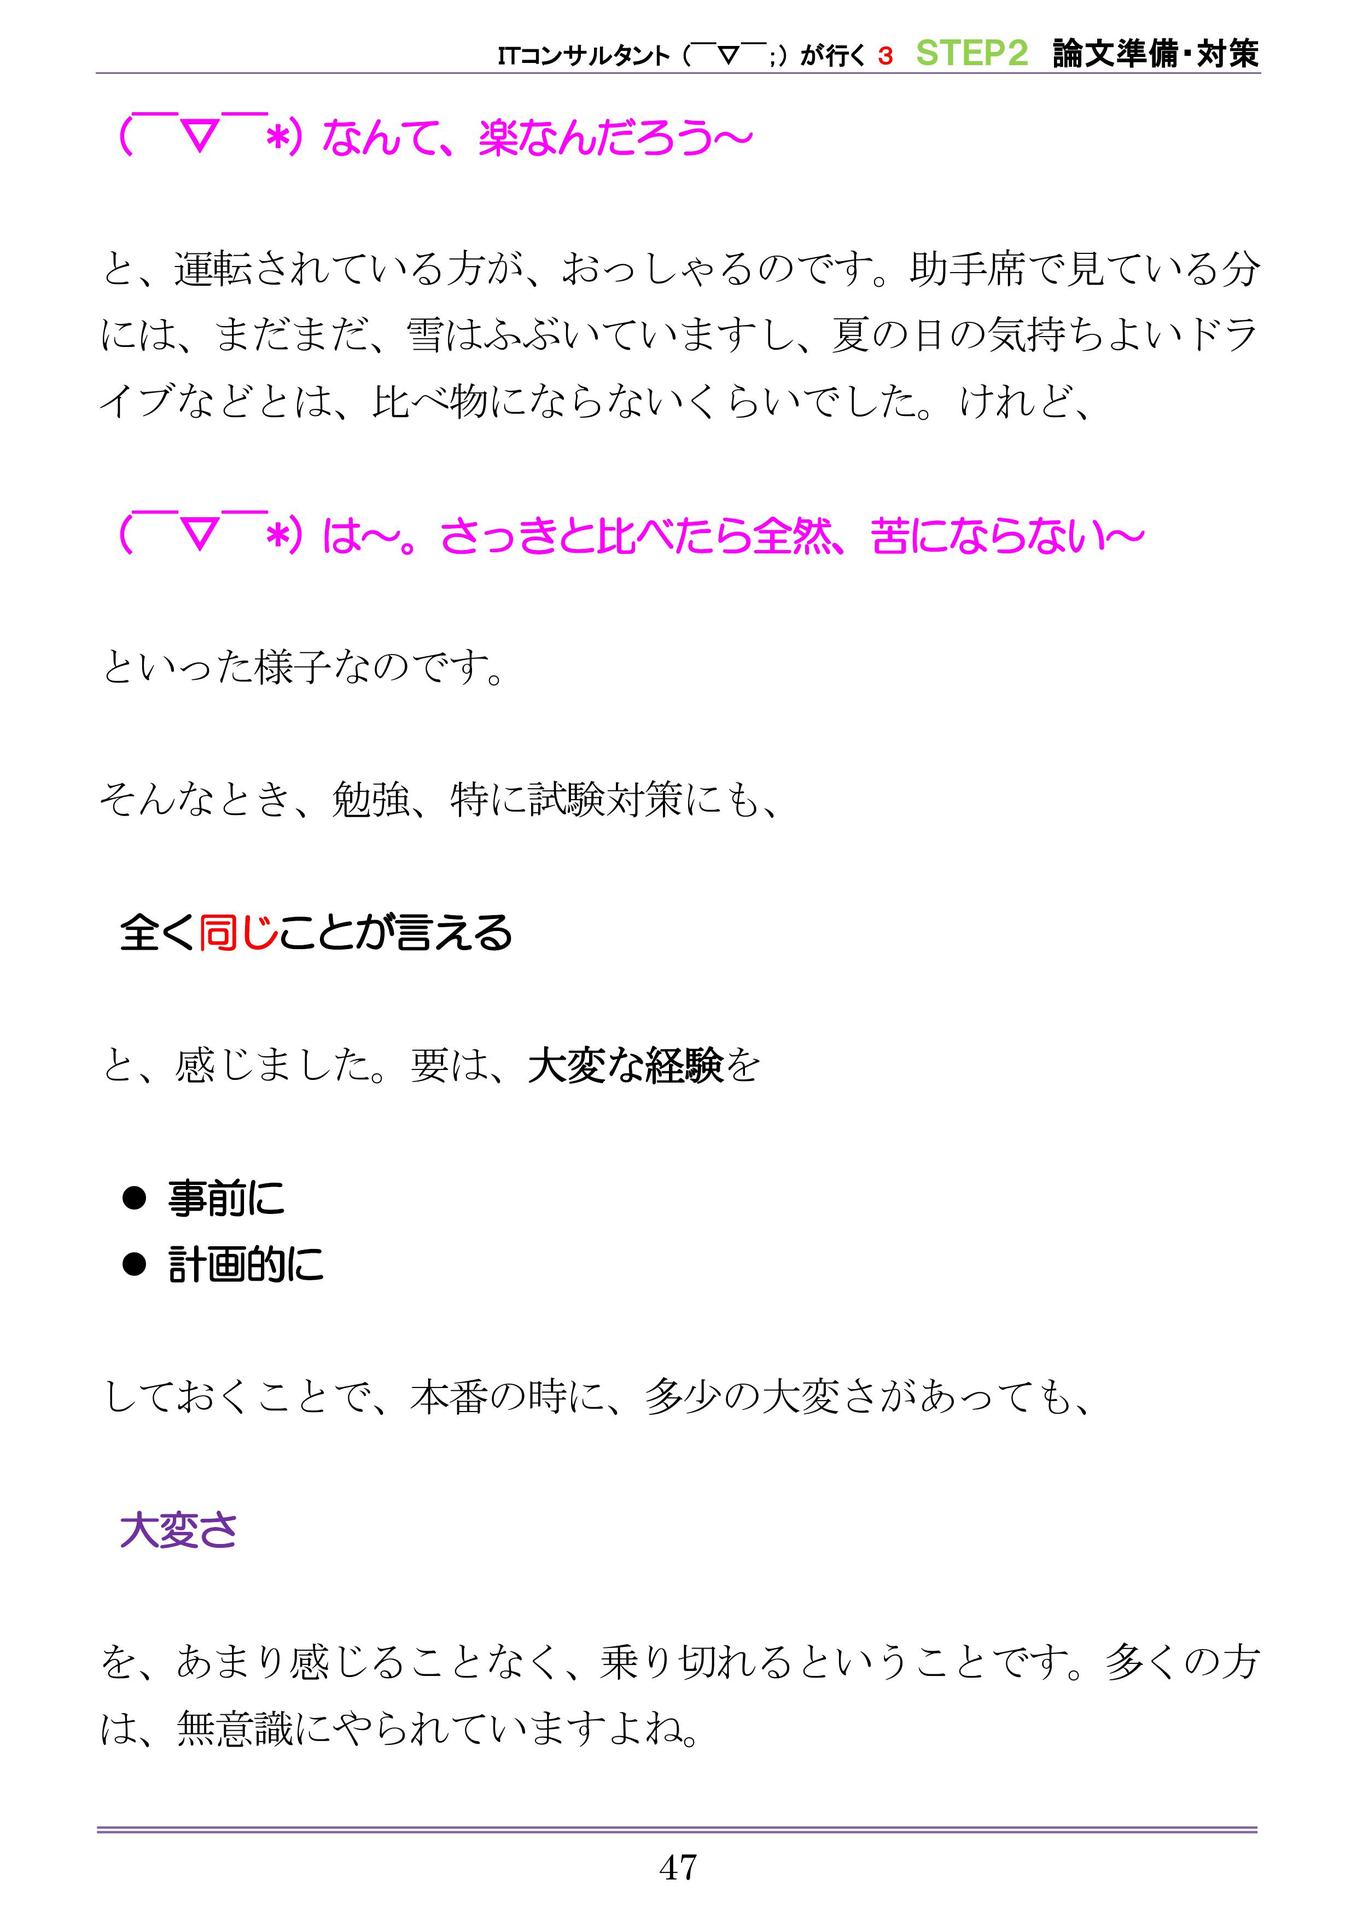 ITコンサルタント（￣▽￣;）が行く 3 STEP2 論文準備・対策
（￣▽￣*）なんて、楽なんだろう～
と、運転されている方が、おっしゃるのです。助手席で見ている分
には、まだまだ、雪はふぶいていますし、夏の日の気持ちよいドラ
イブなどとは、比べ物にならないくらいでした。けれど、
（￣▽￣*）は～。さっきと比べたら全然、苦にならない～
といった様子なのです。
そんなとき、勉強、特に試験対策にも、
全く同じことが言える
と、感じました。要は、大変な経験を
● 事前に
● 計画的に
しておくことで、本番の時に、多少の大変さがあっても、
大変さ
を、あまり感じることなく、乗り切れるということです。多くの方
は、無意識にやられていますよね。
47